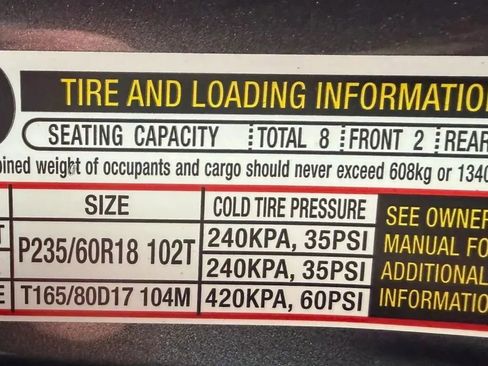 TIRE AND LOADING INFORMATIO
SEATING CAPACITY TOTAL 8 FRONT 2 REAR
bined weight of occupants and cargo should never exceed 608kg or 1340
SIZE COLD TIRE PRESSURE SEE OWNER
T P235/60R18 102T 240KPA, 35PSI MANUAL FO
240KPA, 35PSI ADDITIONAL
E T165/80D17 104M 420KPA, 60PSI INFORMATIO